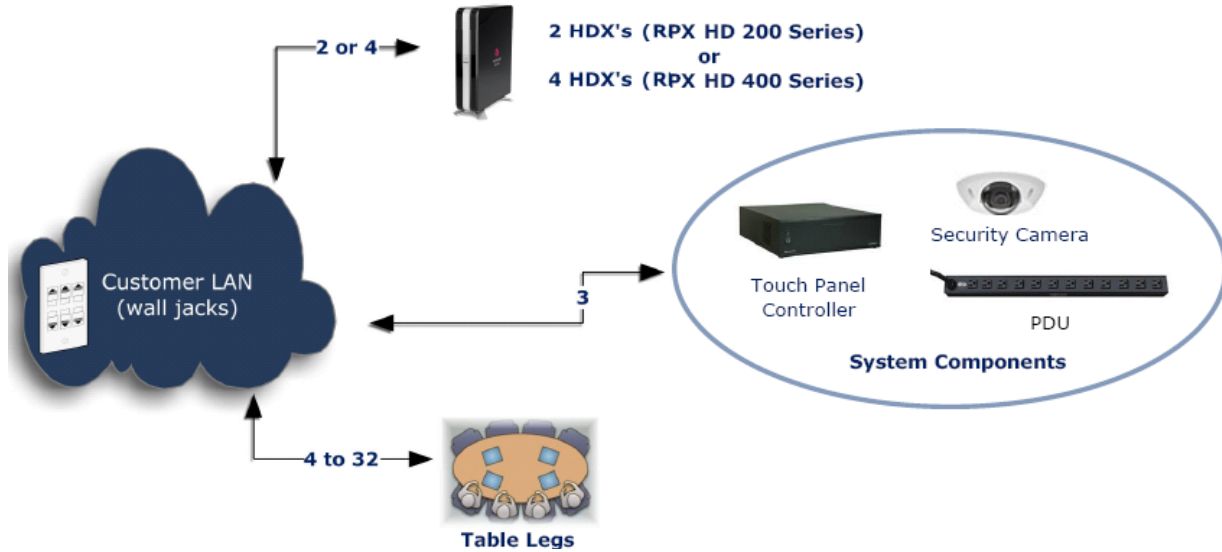 2 or 4
2 HDX's (RPX HD 200 Series)
or
4 HDX's (RPX HD 400 Series)
Customer LAN
(wall jacks)
3
Security Camera
Touch Panel
Controller
PDU
System Components
4 to 32
Table Legs